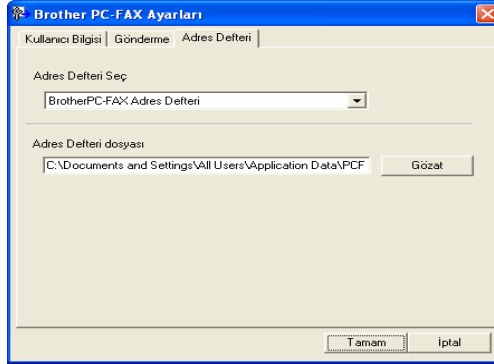 Brother PC-FAX Ayarları
Kullanıcı Bilgisi Gönderme Adres Defteri
Adres Defteri Seç
BrotherPC-FAX Adres Defteri
Adres Defteri dosyası
C:\Documents and Settings\All Users\Application Data\PCF Gözat
Tamam İptal